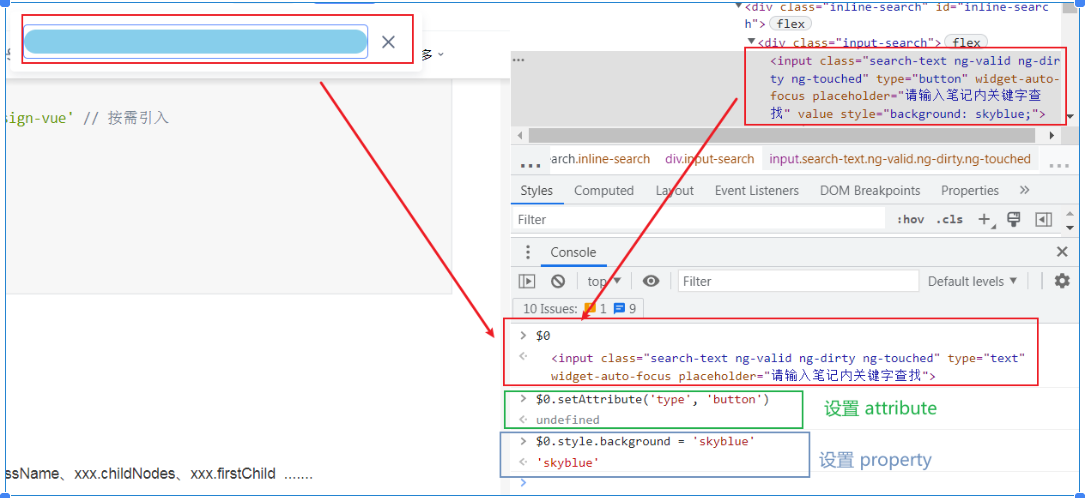 多
sign-vue' // 按需引入
ssName、xxx.childNodes、xxx.firstChild .......
<div class="inline-search" id="inline-searc
h"> flex
<div class="input-search"> flex
...
<input class="search-text ng-valid ng-dir
ty ng-touched" type="button" widget-auto-
focus placeholder="请输入笔记内关键字查
找" value style="background: skyblue;">
... earch.inline-search div.input-search input.search-text.ng-valid.ng-dirty.ng-touched ...
Styles Computed Layout Event Listeners DOM Breakpoints Properties »
Filter :hov .cls +
Console
top Filter Default levels
10 Issues: 1 9
> $0
<input class="search-text ng-valid ng-dirty ng-touched" type="text"
widget-auto-focus placeholder="请输入笔记内关键字查找">
> $0.setAttribute('type', 'button')
undefined
设置 attribute
> $0.style.background = 'skyblue'
'skyblue'
设置 property
>